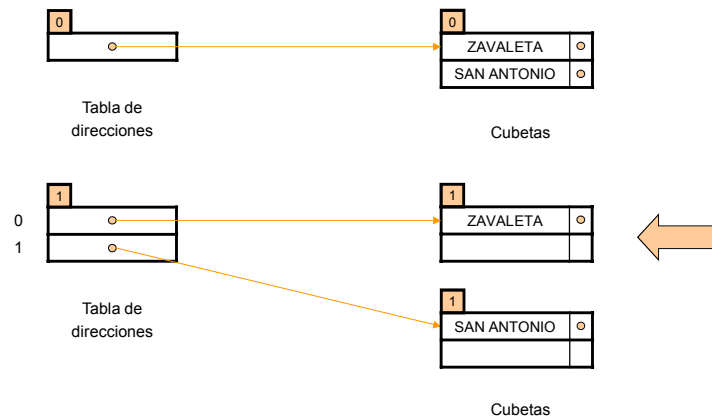 0
0
ZAVALETA
SAN ANTONIO
Tabla de
direcciones
Cubetas
1
1
0
ZAVALETA
1
1
SAN ANTONIO
Tabla de
direcciones
Cubetas